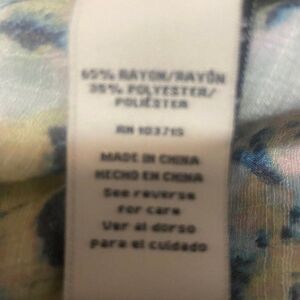 65% RAYON/RAYÓN
35% POLYESTER/
POLIÉSTER
RN 103715
MADE IN CHINA
HECHO EN CHINA
See reverse
for care
Ver al dorso
para el cuidado